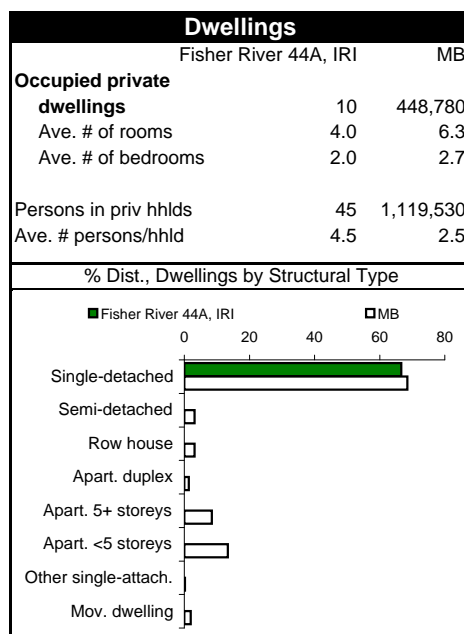 Dwellings
Fisher River 44A, IRI MB
Occupied private
dwellings 10 448,780
Ave. # of rooms 4.0 6.3
Ave. # of bedrooms 2.0 2.7
Persons in priv hhlds 45 1,119,530
Ave. # persons/hhld 4.5 2.5
% Dist., Dwellings by Structural Type
Fisher River 44A, IRI MB
0 20 40 60 80
Single-detached
Semi-detached
Row house
Apart. duplex
Apart. 5+ storeys
Apart. <5 storeys
Other single-attach.
Mov. dwelling